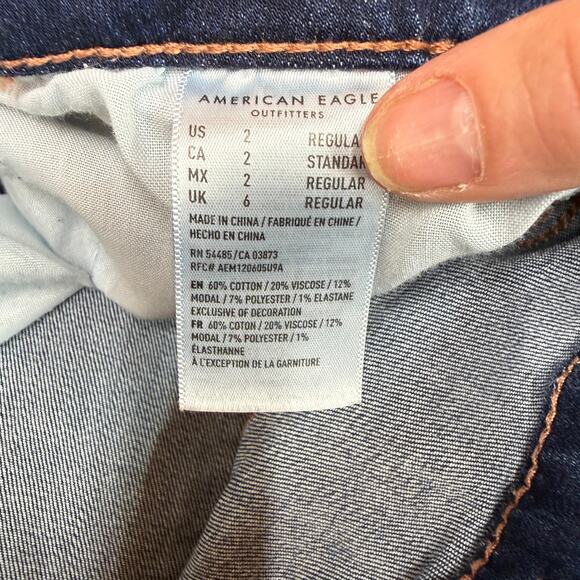 AMERICAN EAGLE
OUTFITTERS
US 2 REGULA
CA 2 STANDAR
MX 2 REGULAR
UK 6 REGULAR
MADE IN CHINA / FABRIQUÉ EN CHINE /
HECHO EN CHINA
RN 54485/CA 03873
RFC# AEM120605U9A
EN 60% COTTON / 20% VISCOSE / 12%
MODAL / 7% POLYESTER / 1% ELASTANE
EXCLUSIVE OF DECORATION
FR 60% COTON / 20% VISCOSE / 12%
MODAL / 7% POLYESTER / 1%
ÉLASTHANNE
À L'EXCEPTION DE LA GARNITURE